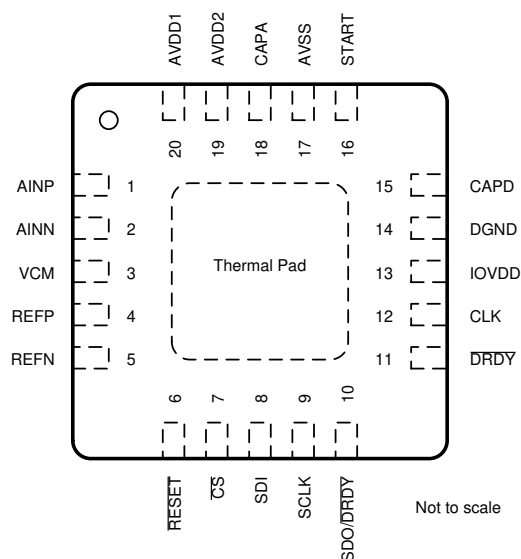 AVDD1
AVDD2
CAPA
AVSS
START
20
19
18
17
16
AINP 1
AINN 2
VCM 3
REFP 4
REFN 5
Thermal Pad
15 CAPD
14 DGND
13 IOVDD
12 CLK
11 DRDY
6
7
8
9
10
RESET
CS
SDI
SCLK
SDO/DRDY
Not to scale